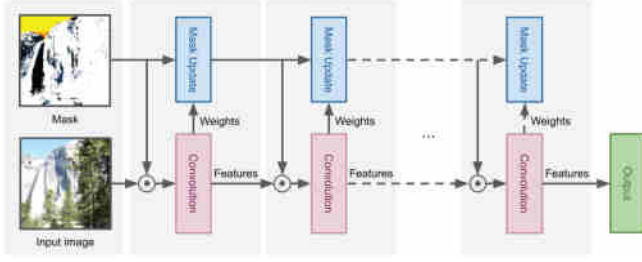 Mask
Input image
Mask Update
Weights
Convolution
Features
Mask Update
Weights
Convolution
Features
...
Mask Update
Weights
Convolution
Features
Output